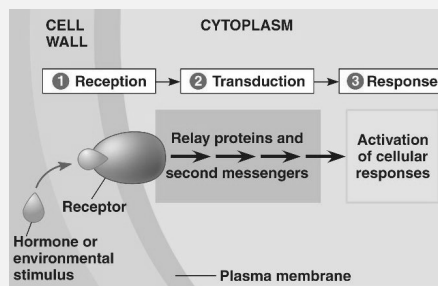 CELL
WALL
CYTOPLASM
1 Reception
2 Transduction
3 Response
Relay proteins and
second messengers
Activation
of cellular
responses
Receptor
Hormone or
environmental
stimulus
Plasma membrane